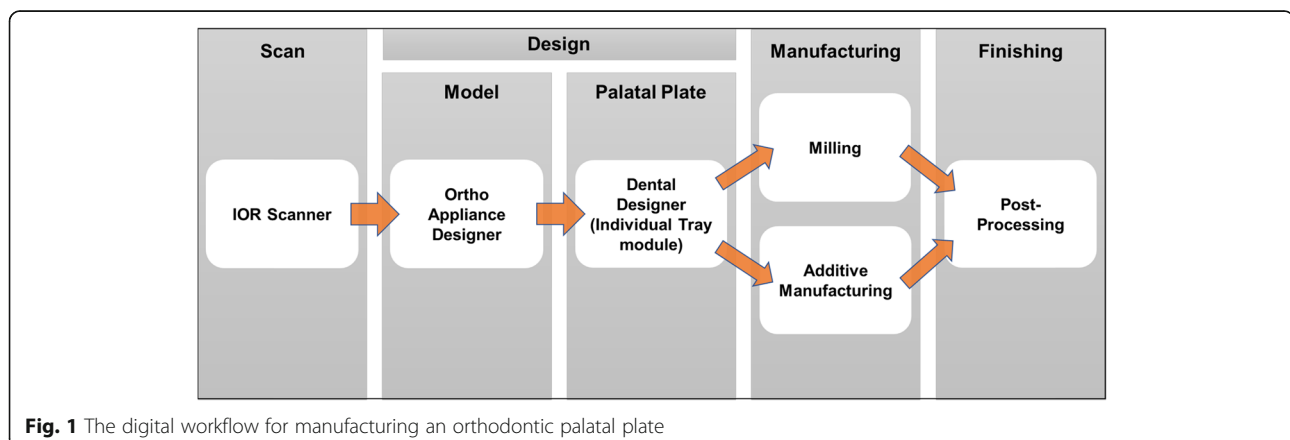 Scan
Design
Manufacturing
Finishing
Model
Palatal Plate
IOR Scanner
Ortho
Appliance
Designer
Dental
Designer
(Individual Tray
module)
Milling
Additive
Manufacturing
Post-
Processing
Fig. 1 The digital workflow for manufacturing an orthodontic palatal plate